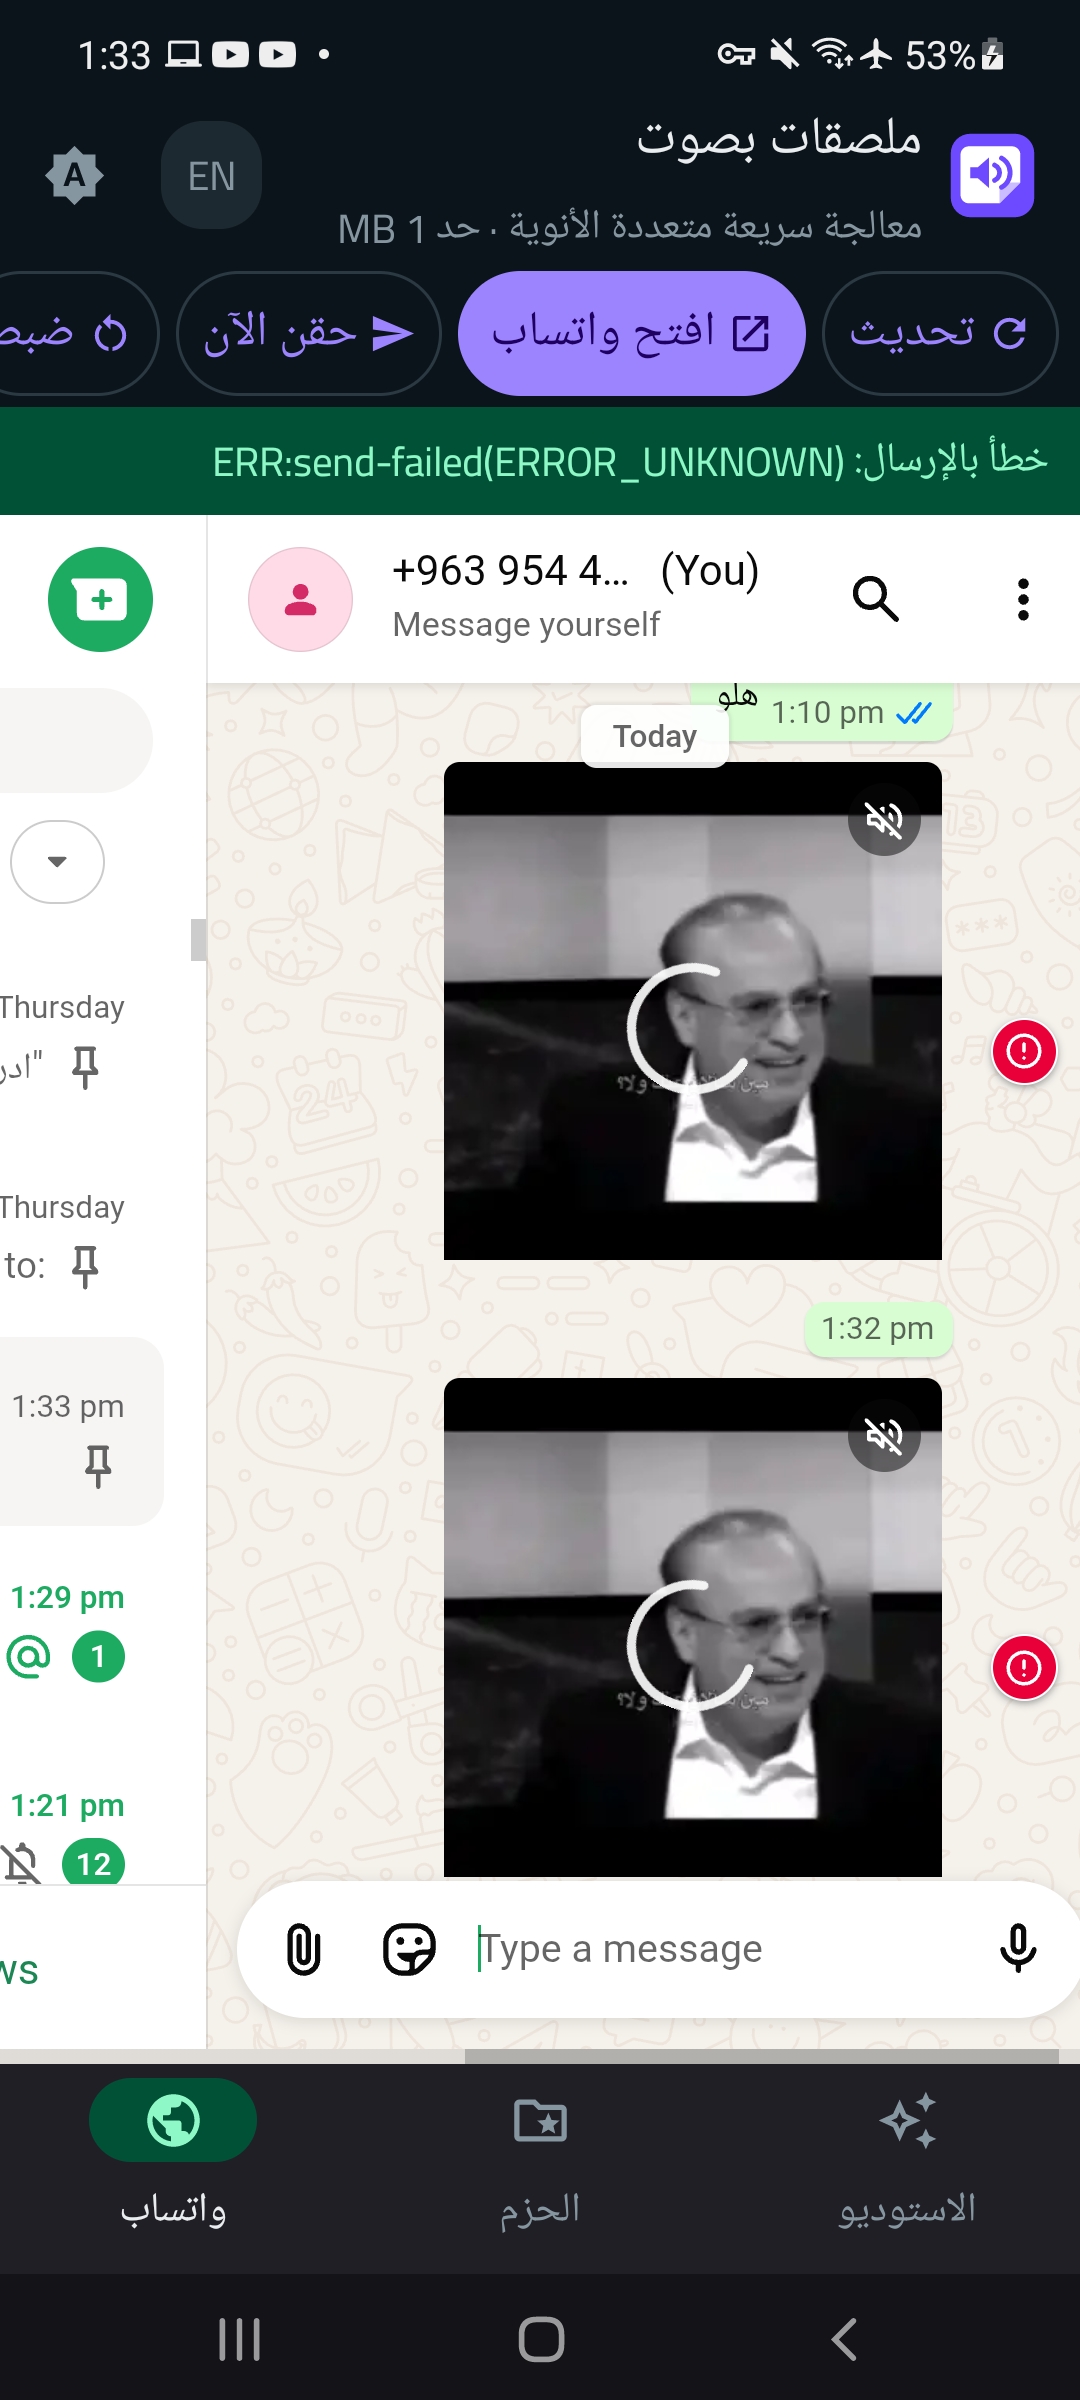 1:33
53%
ملصقات بصوت
EN
A
معالجة سريعة متعددة الأنوية · حد 1 MB
تحديث
افتح واتساب
حقن الآن
ضبط
خطأ بالإرسال: ERR:send-failed(ERROR_UNKNOWN)
+963 954 4... (You)
Message yourself
هلو
1:10 pm
Today
Thursday
"ادر
Thursday
to:
1:32 pm
1:33 pm
1:29 pm
1
1:21 pm
12
Type a message
ws
الاستوديو
الحزم
واتساب